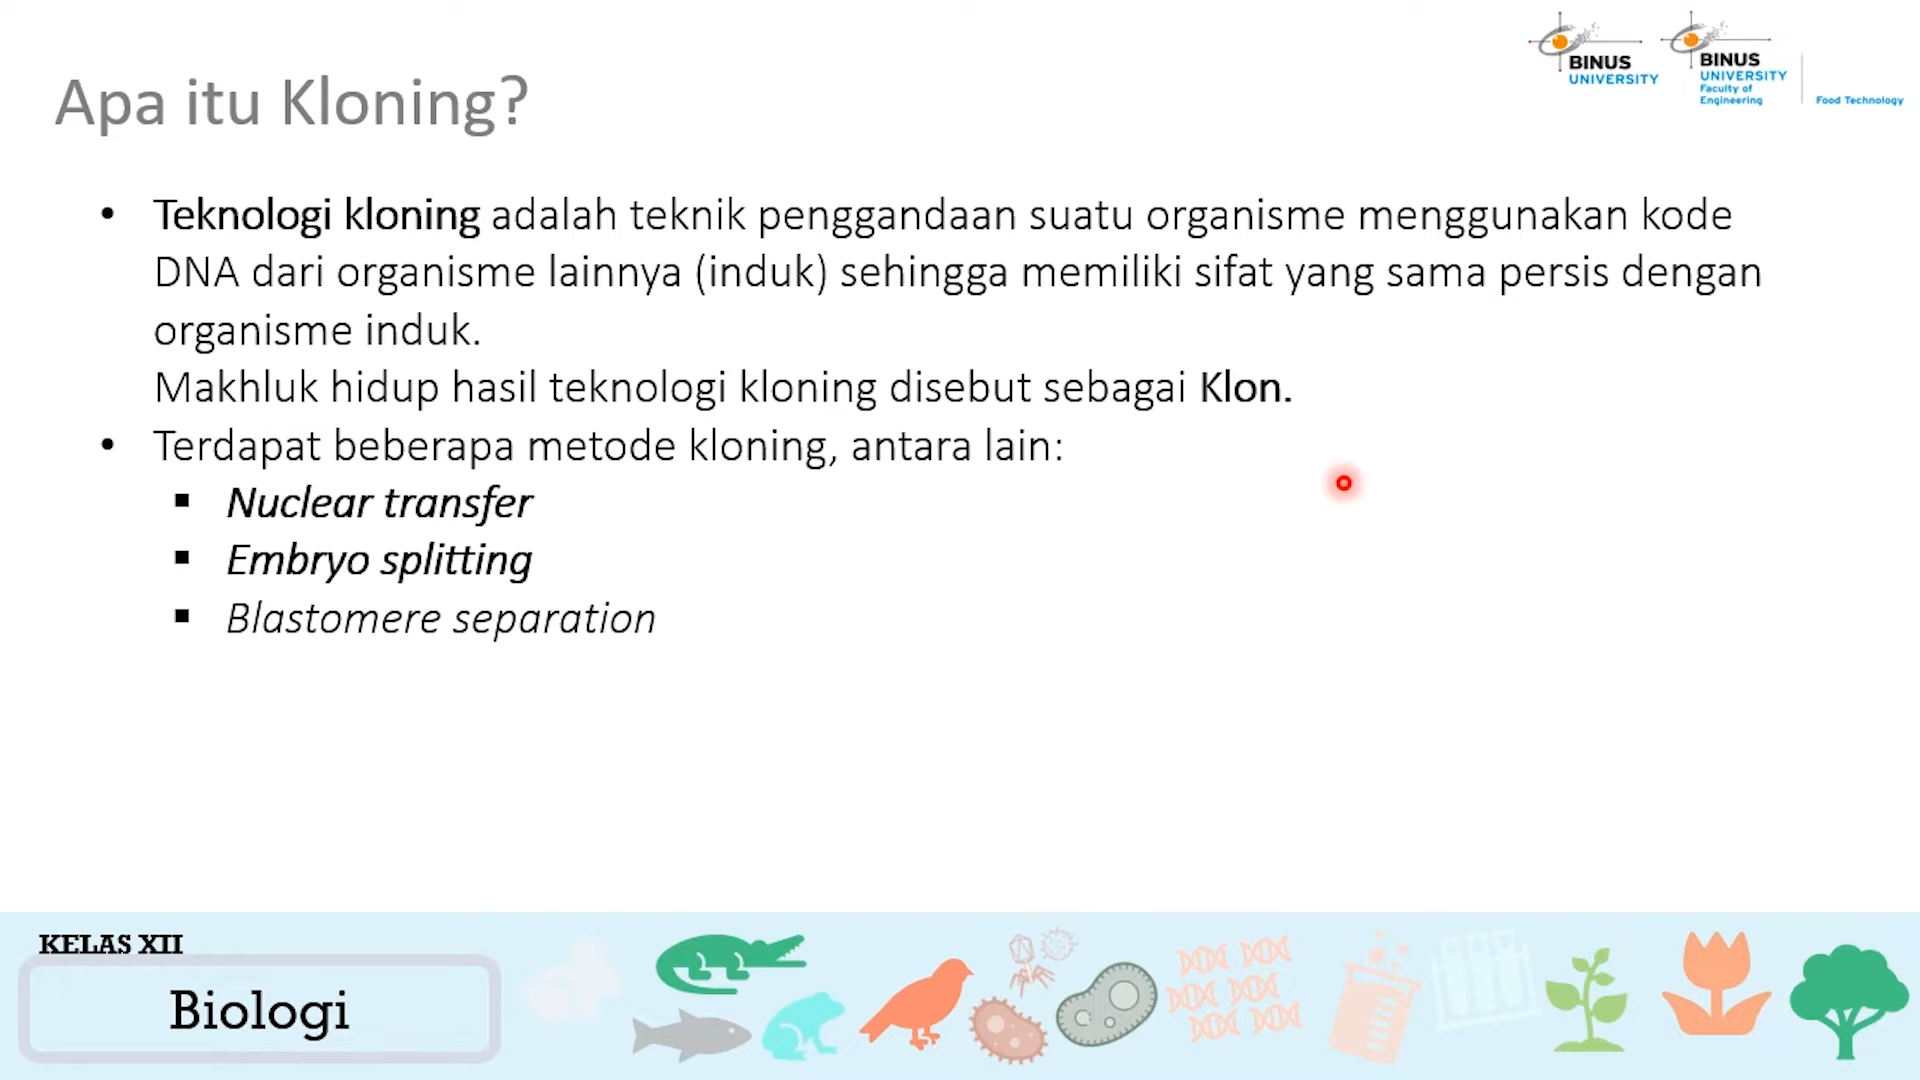 BINUS
UNIVERSITY
BINUS
UNIVERSITY
Faculty of
Engineering
Food Technology
Apa itu Kloning?
• Teknologi kloning adalah teknik penggandaan suatu organisme menggunakan kode
DNA dari organisme lainnya (induk) sehingga memiliki sifat yang sama persis dengan
organisme induk.
Makhluk hidup hasil teknologi kloning disebut sebagai Klon.
• Terdapat beberapa metode kloning, antara lain:
▪ Nuclear transfer
▪ Embryo splitting
▪ Blastomere separation
KELAS XII
Biologi